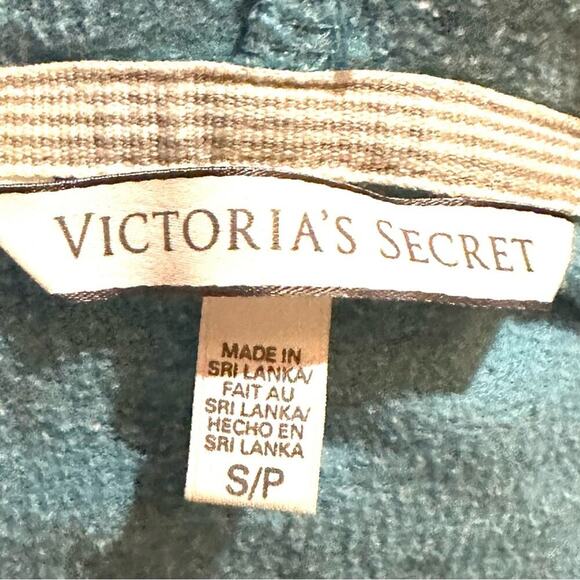 VICTORIA'S SECRET
MADE IN
SRI LANKA/
FAIT AU
SRI LANKA/
HECHO EN
SRI LANKA
S/P